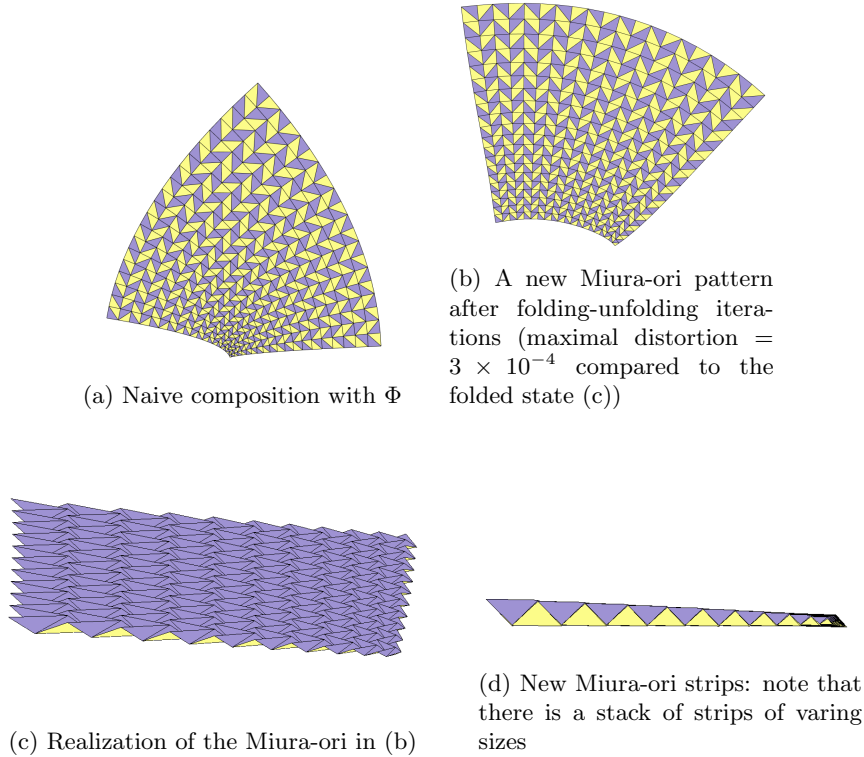 (a) Naive composition with Φ
(b) A new Miura-ori pattern
after folding-unfolding itera-
tions (maximal distortion =
3 × 10⁻⁴ compared to the
folded state (c))
(c) Realization of the Miura-ori in (b)
(d) New Miura-ori strips: note that
there is a stack of strips of varing
sizes